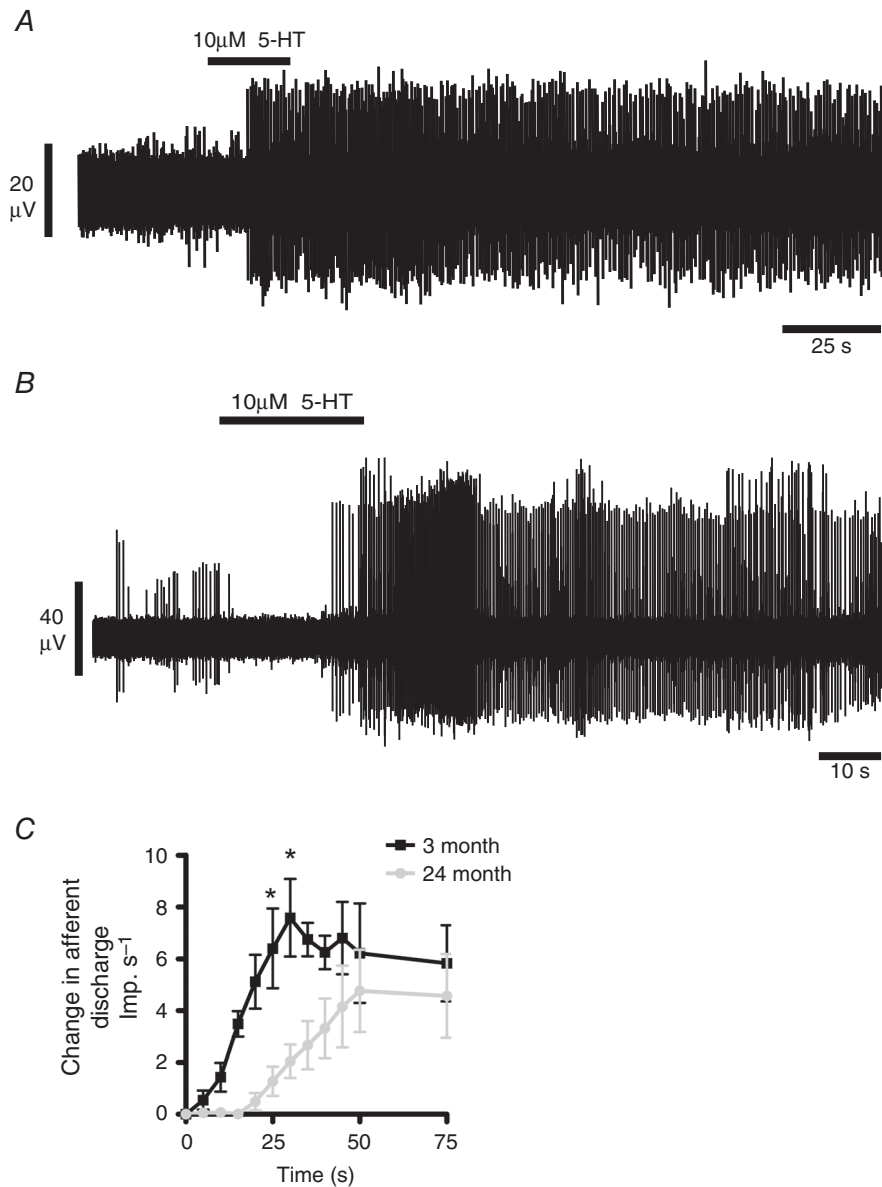 A
10μM 5-HT
20
μV
25 s
B
10μM 5-HT
40
μV
10 s
C
3 month
24 month
Change in afferent
discharge
Imp. s⁻¹
10
8
6
4
2
0
* *
0 25 50 75
Time (s)